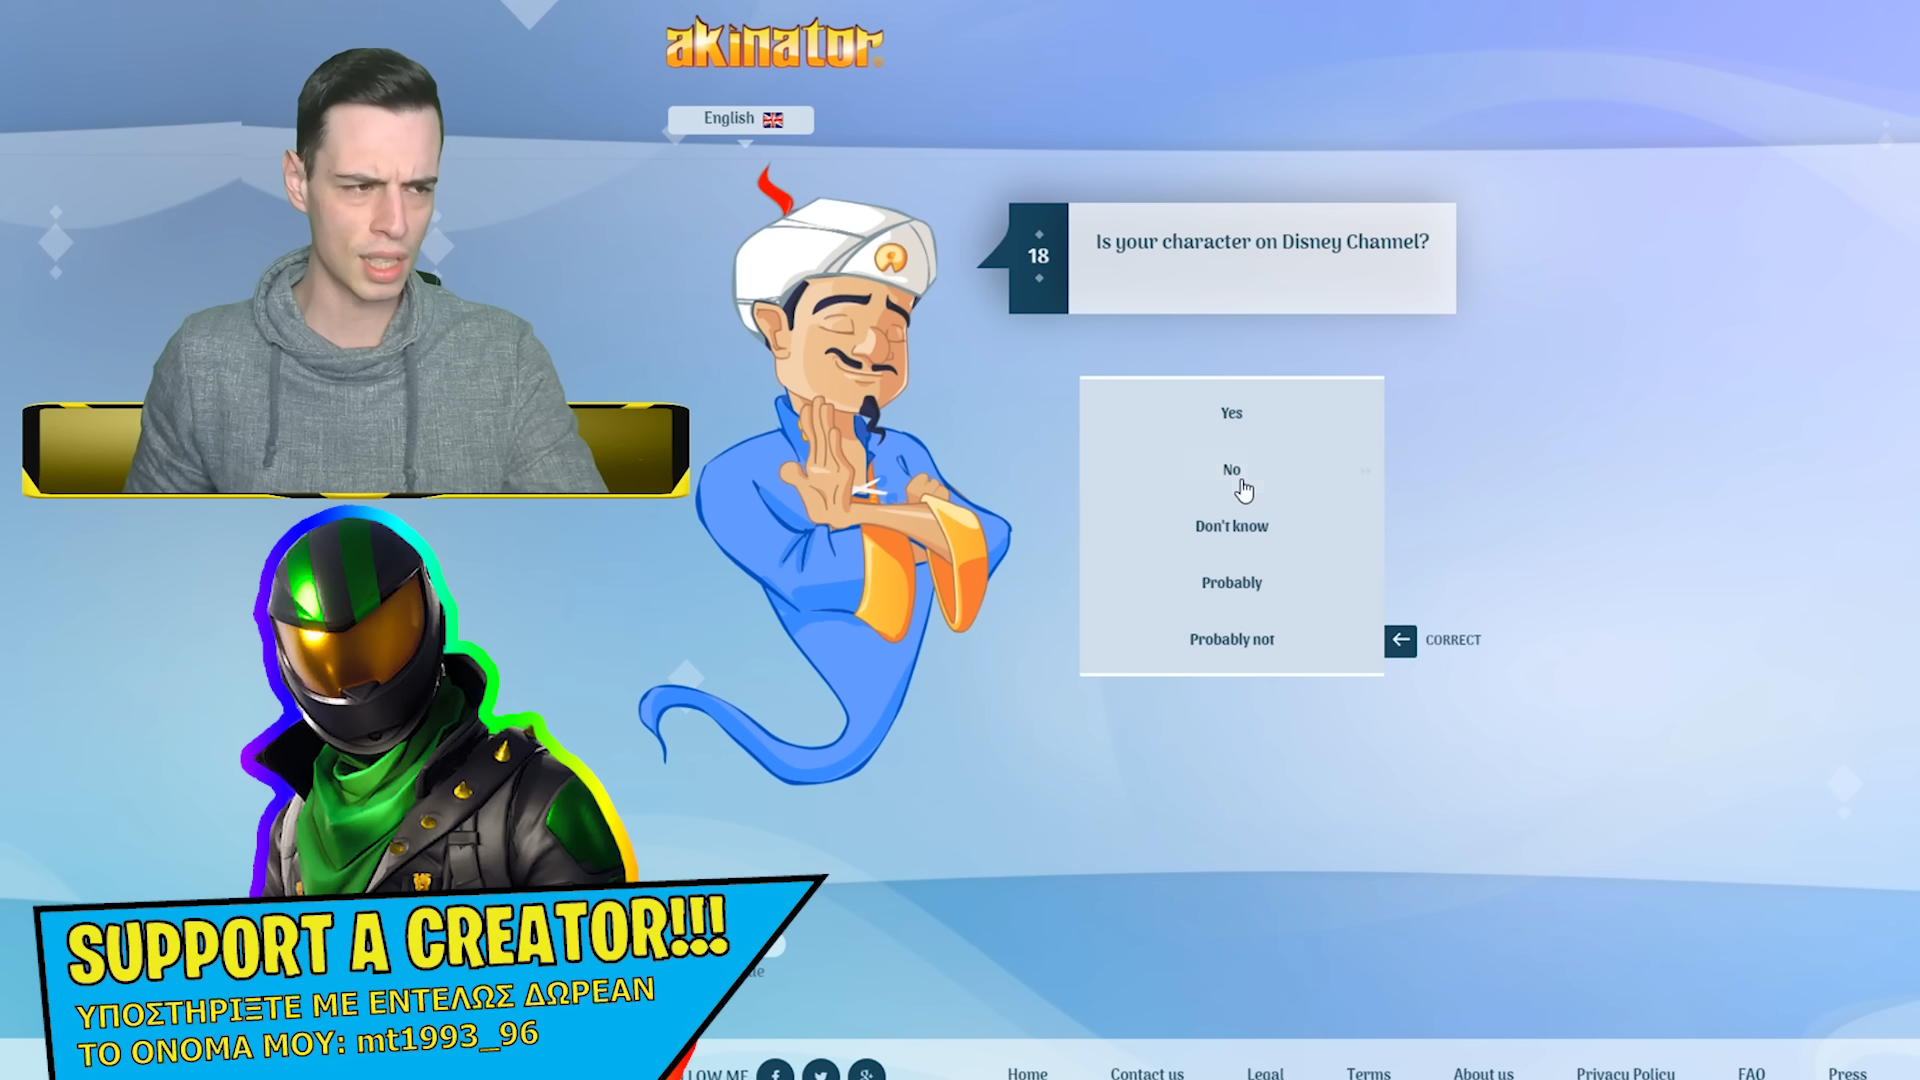 akinator
English
18
Is your character on Disney Channel?
Yes
No
Don't know
Probably
Probably not
CORRECT
SUPPORT A CREATOR!!!
ΥΠΟΣΤΗΡΙΞΤΕ ΜΕ ΕΝΤΕΛΩΣ ΔΩΡΕΑΝ
ΤΟ ΟΝΟΜΑ ΜΟΥ: mt1993_96
ME
Home
Contact us
Legal
Terms
About us
Privacy Policy
FAQ
Press